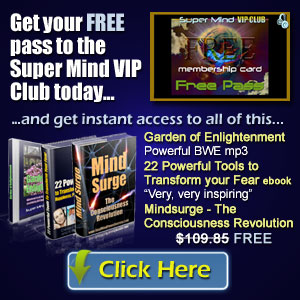 Get your FREE
pass to the
Super Mind VIP
Club today...
Super Mind VIP CLUB
FREE
membership card
Free Pass
...and get instant access to all of this...
Garden of Enlightenment
Powerful BWE mp3
22 Powerful Tools to
Transform your Fear ebook
“Very, very inspiring”
Mindsurge - The
Consciousness Revolution
$109.85 FREE
Mind
Surge
The
Consciousness
Revolution
Click Here